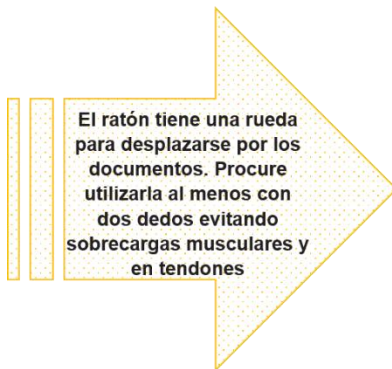 El ratón tiene una rueda
para desplazarse por los
documentos. Procure
utilizarla al menos con
dos dedos evitando
sobrecargas musculares y
en tendones